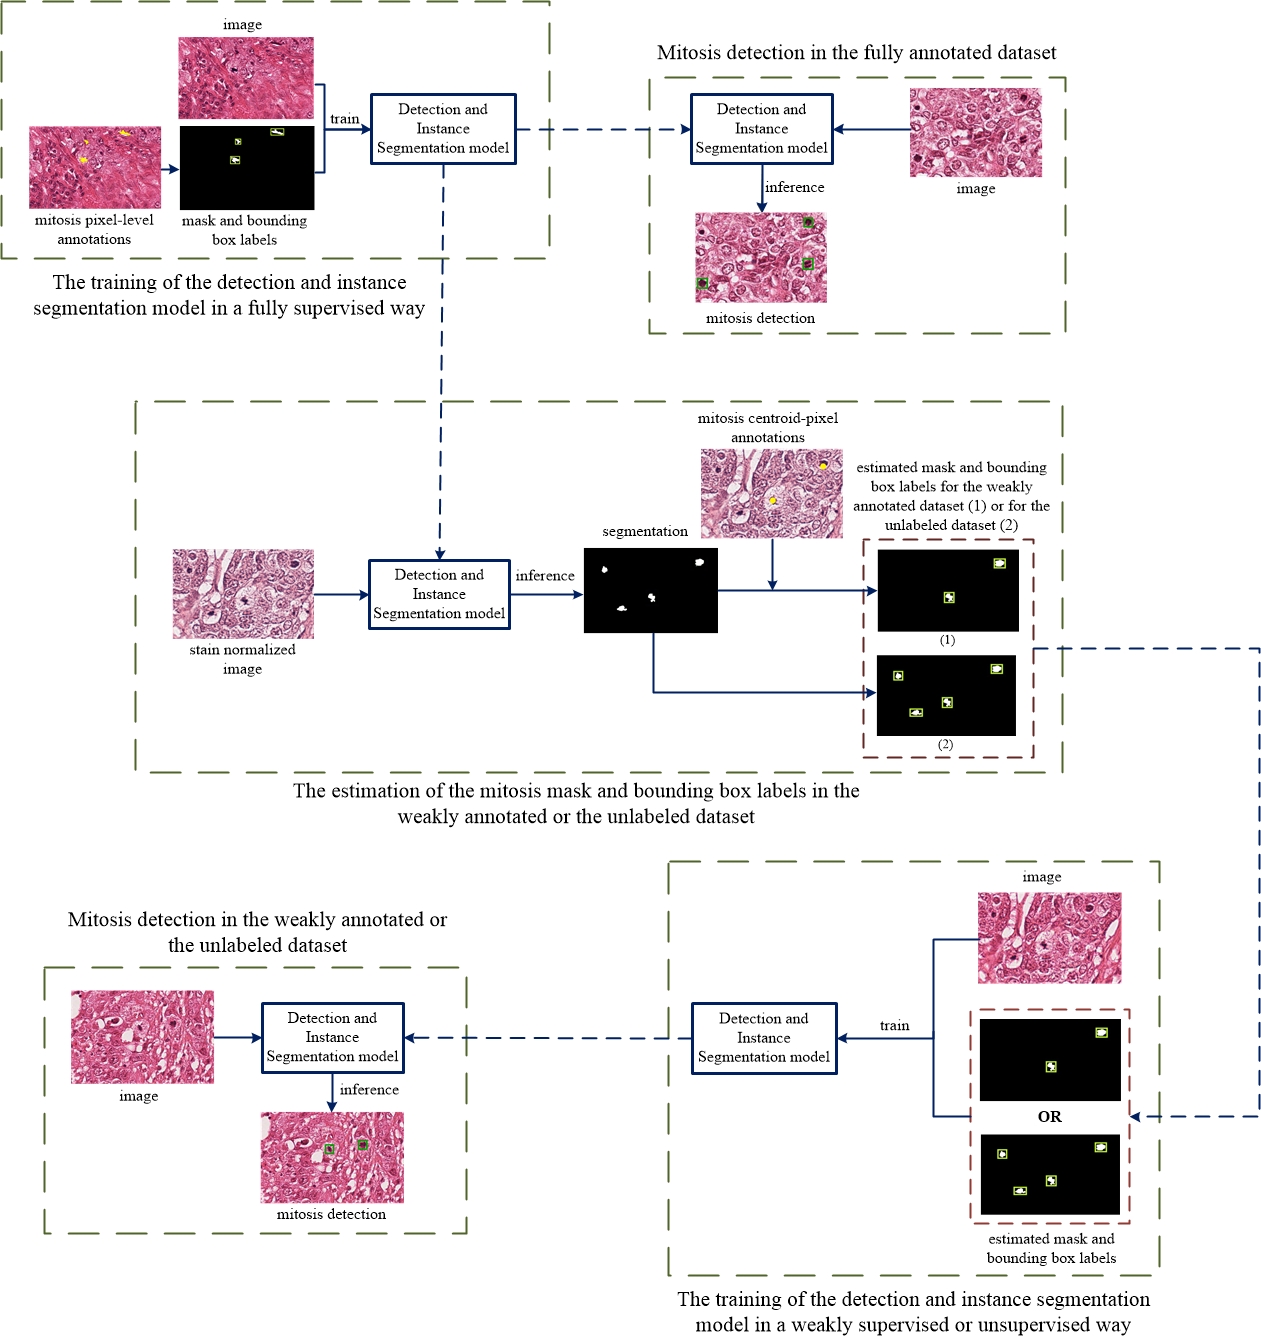 image
train
Detection and
Instance
Segmentation model
mitosis pixel-level
annotations
mask and bounding
box labels
The training of the detection and instance
segmentation model in a fully supervised way
Mitosis detection in the fully annotated dataset
Detection and
Instance
Segmentation model
image
inference
mitosis detection
mitosis centroid-pixel
annotations
estimated mask and bounding
box labels for the weakly
annotated dataset (1) or for the
unlabeled dataset (2)
segmentation
stain normalized
image
Detection and
Instance
Segmentation model
inference
(1)
(2)
The estimation of the mitosis mask and bounding box labels in the
weakly annotated or the unlabeled dataset
Mitosis detection in the weakly annotated or
the unlabeled dataset
image
Detection and
Instance
Segmentation model
inference
mitosis detection
image
Detection and
Instance
Segmentation model
train
OR
estimated mask and
bounding box labels
The training of the detection and instance segmentation
model in a weakly supervised or unsupervised way